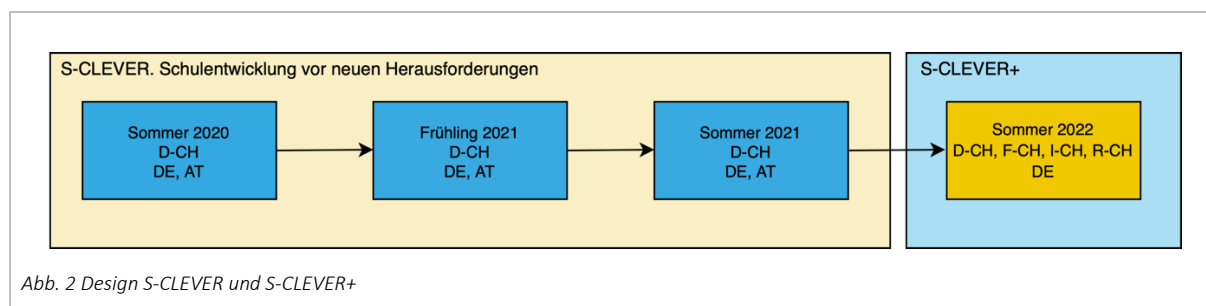 S-CLEVER. Schulentwicklung vor neuen Herausforderungen
Sommer 2020
D-CH
DE, AT
Frühling 2021
D-CH
DE, AT
Sommer 2021
D-CH
DE, AT
S-CLEVER+
Sommer 2022
D-CH, F-CH, I-CH, R-CH
DE
Abb. 2 Design S-CLEVER und S-CLEVER+